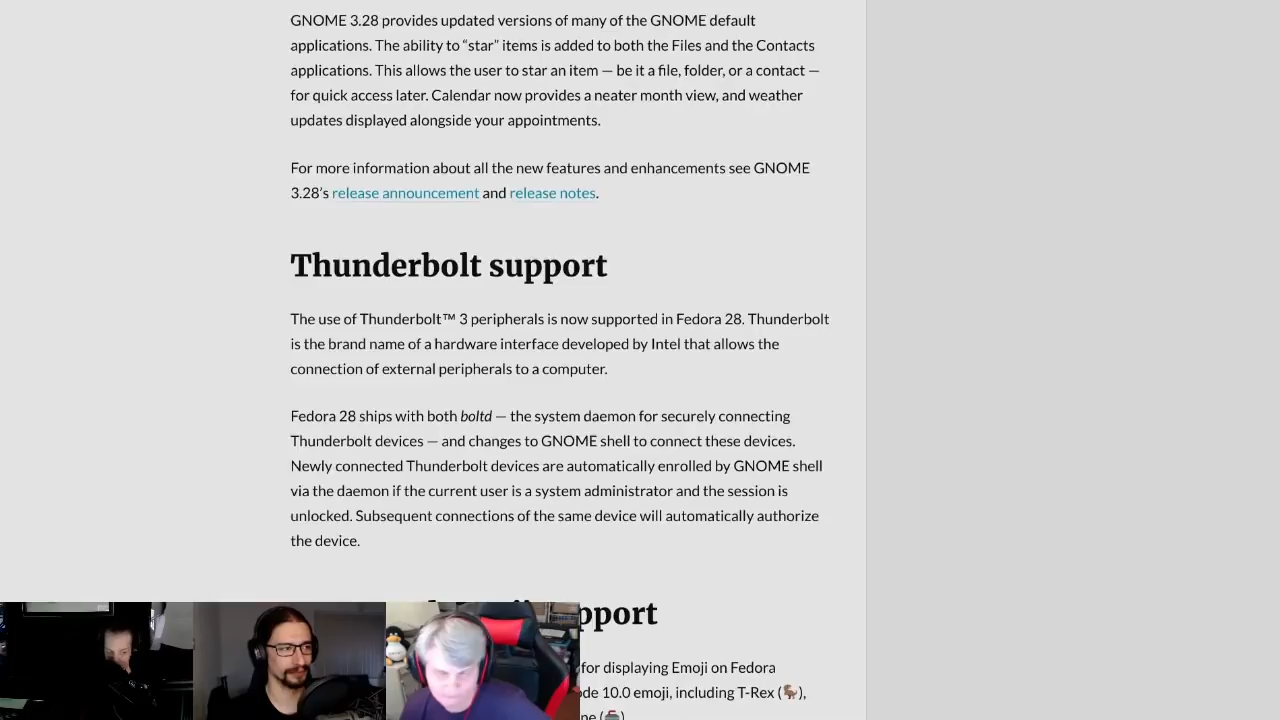 GNOME 3.28 provides updated versions of many of the GNOME default
applications. The ability to “star” items is added to both the Files and the Contacts
applications. This allows the user to star an item — be it a file, folder, or a contact —
for quick access later. Calendar now provides a neater month view, and weather
updates displayed alongside your appointments.
For more information about all the new features and enhancements see GNOME
3.28’s release announcement and release notes.
Thunderbolt support
The use of Thunderbolt™ 3 peripherals is now supported in Fedora 28. Thunderbolt
is the brand name of a hardware interface developed by Intel that allows the
connection of external peripherals to a computer.
Fedora 28 ships with both boltd — the system daemon for securely connecting
Thunderbolt devices — and changes to GNOME shell to connect these devices.
Newly connected Thunderbolt devices are automatically enrolled by GNOME shell
via the daemon if the current user is a system administrator and the session is
unlocked. Subsequent connections of the same device will automatically authorize
the device.
pport
for displaying Emoji on Fedora
de 10.0 emoji, including T-Rex (🦖),